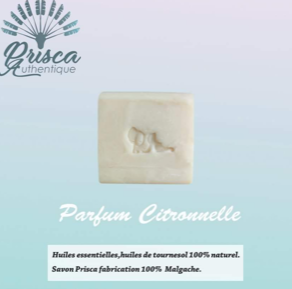 Prisca
Authentique
Parfum Citronnelle
Huiles essentielles,huiles de tournesol 100% naturel.
Savon Prisca fabrication 100% Malgache.